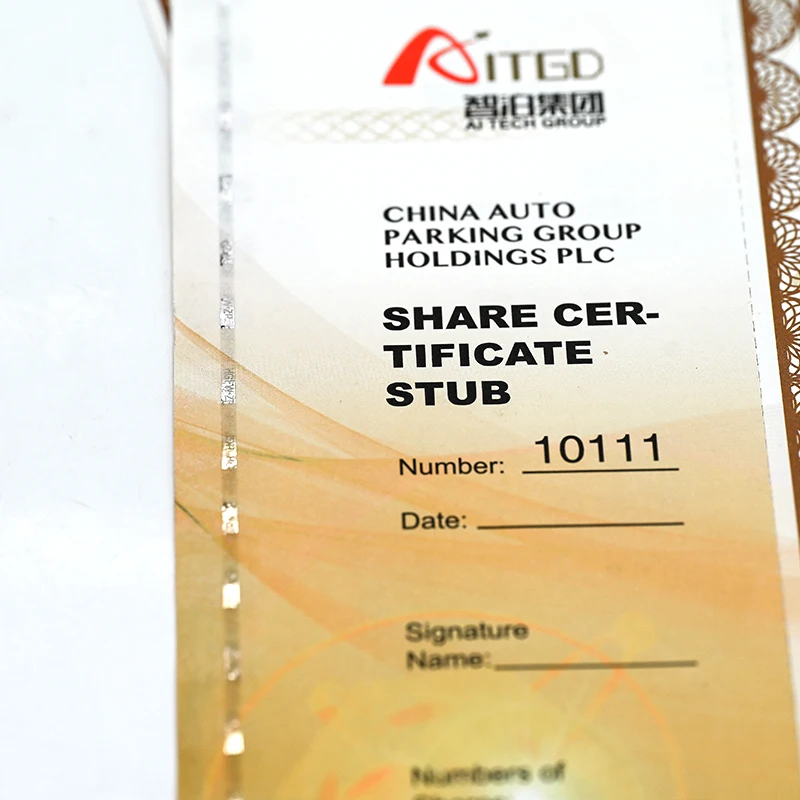 AITGD
智泊集团
AI TECH GROUP
CHINA AUTO
PARKING GROUP
HOLDINGS PLC
SHARE CER-
TIFICATE
STUB
Number: 10111
Date:
Signature
Name:
Numbers of